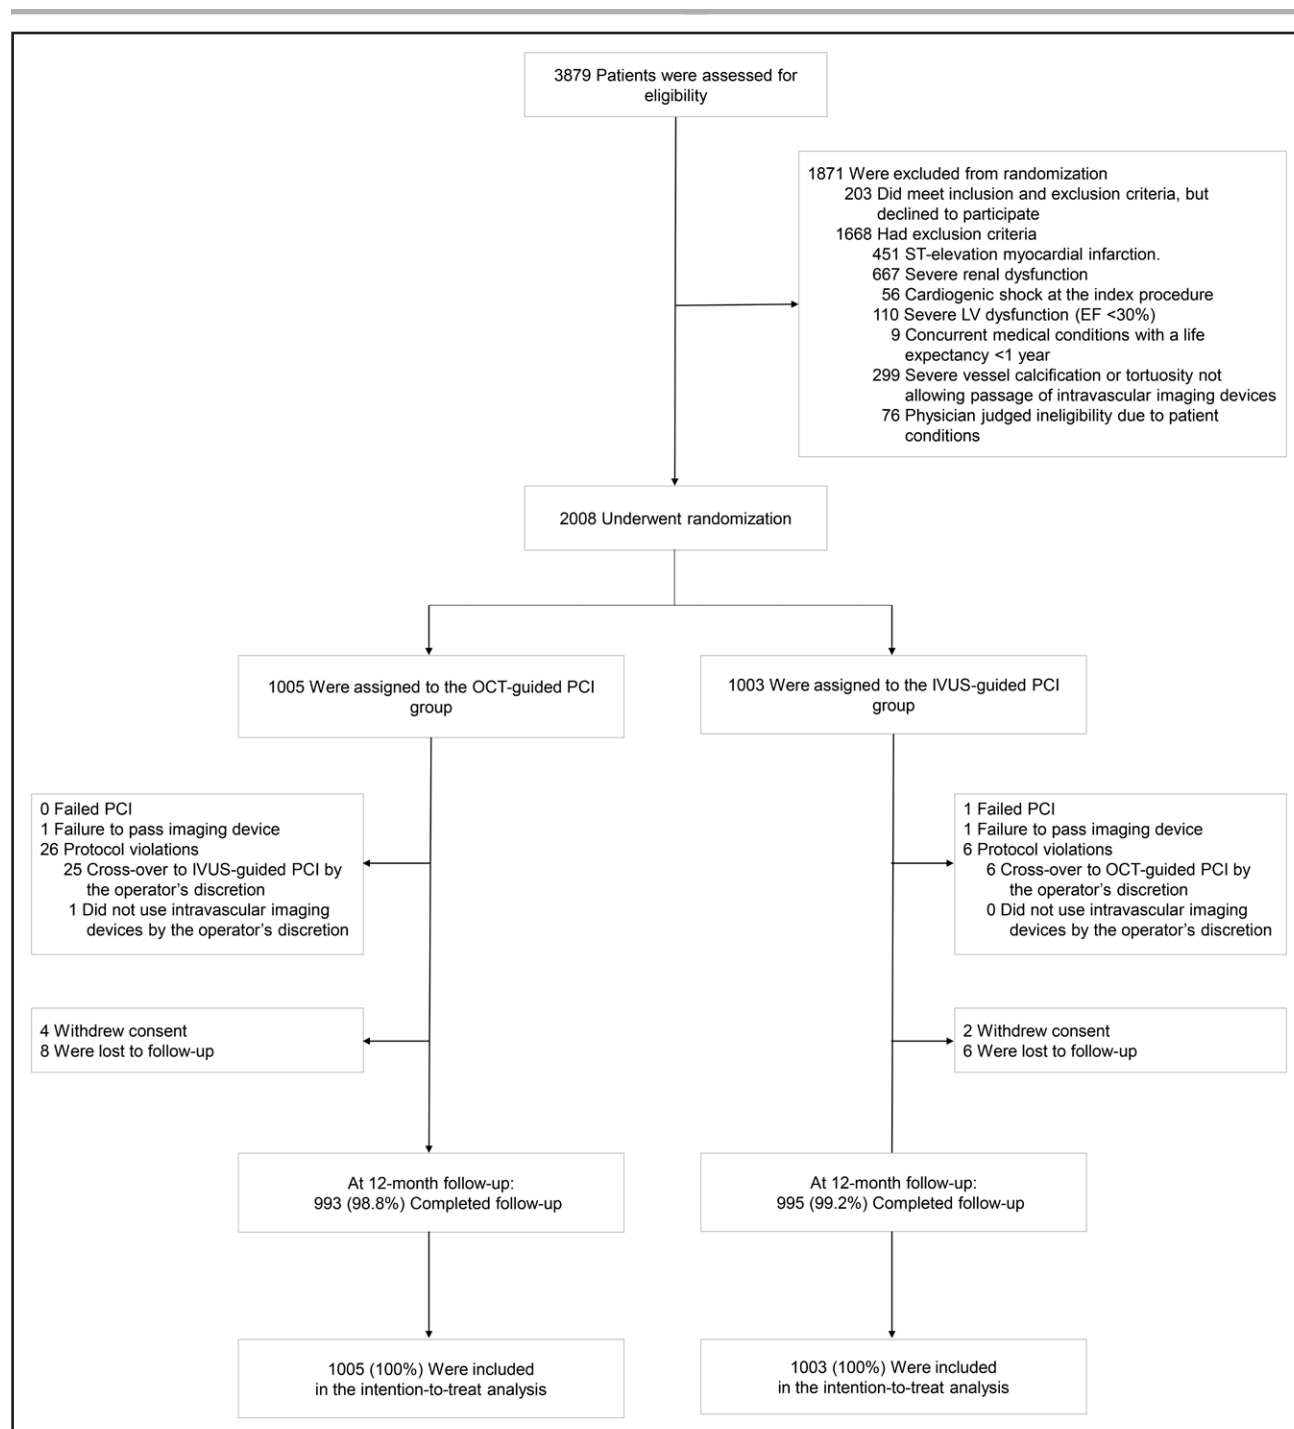 3879 Patients were assessed for
eligibility
1871 Were excluded from randomization
203 Did meet inclusion and exclusion criteria, but
declined to participate
1668 Had exclusion criteria
451 ST-elevation myocardial infarction.
667 Severe renal dysfunction
56 Cardiogenic shock at the index procedure
110 Severe LV dysfunction (EF <30%)
9 Concurrent medical conditions with a life
expectancy <1 year
299 Severe vessel calcification or tortuosity not
allowing passage of intravascular imaging devices
76 Physician judged ineligibility due to patient
conditions
2008 Underwent randomization
1005 Were assigned to the OCT-guided PCI
group
1003 Were assigned to the IVUS-guided PCI
group
0 Failed PCI
1 Failure to pass imaging device
26 Protocol violations
25 Cross-over to IVUS-guided PCI by
the operator's discretion
1 Did not use intravascular imaging
devices by the operator's discretion
1 Failed PCI
1 Failure to pass imaging device
6 Protocol violations
6 Cross-over to OCT-guided PCI by
the operator's discretion
0 Did not use intravascular imaging
devices by the operator's discretion
4 Withdrew consent
8 Were lost to follow-up
2 Withdrew consent
6 Were lost to follow-up
At 12-month follow-up:
993 (98.8%) Completed follow-up
At 12-month follow-up:
995 (99.2%) Completed follow-up
1005 (100%) Were included
in the intention-to-treat analysis
1003 (100%) Were included
in the intention-to-treat analysis